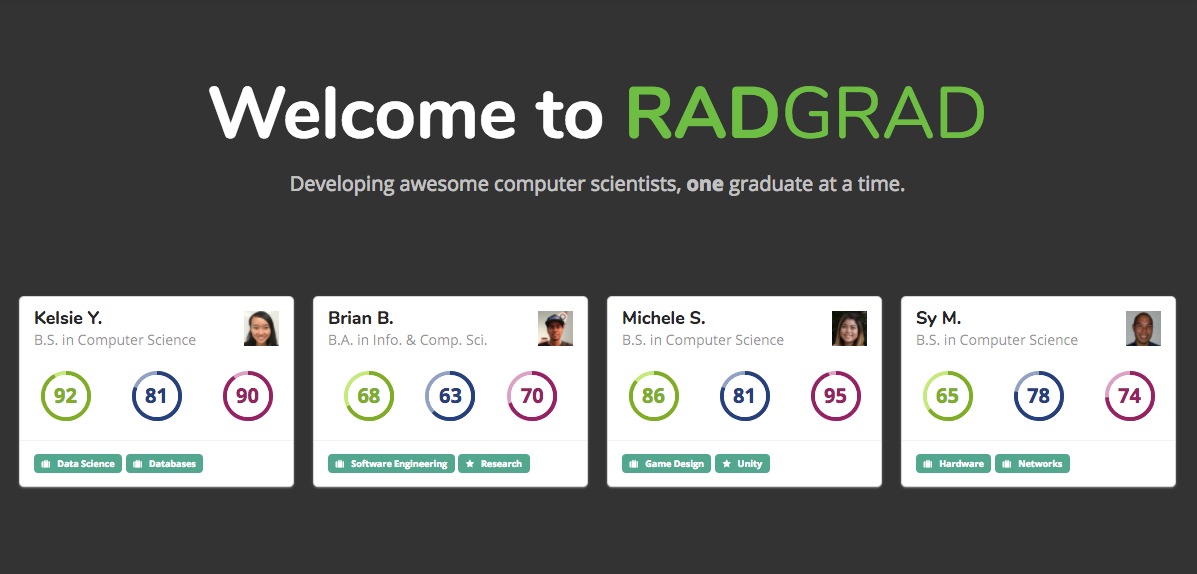 Welcome to RADGRAD
Developing awesome computer scientists, one graduate at a time.
Kelsie Y.
B.S. in Computer Science
92 81 90
Data Science Databases
Brian B.
B.A. in Info. & Comp. Sci.
68 63 70
Software Engineering Research
Michele S.
B.S. in Computer Science
86 81 95
Game Design Unity
Sy M.
B.S. in Computer Science
65 78 74
Hardware Networks